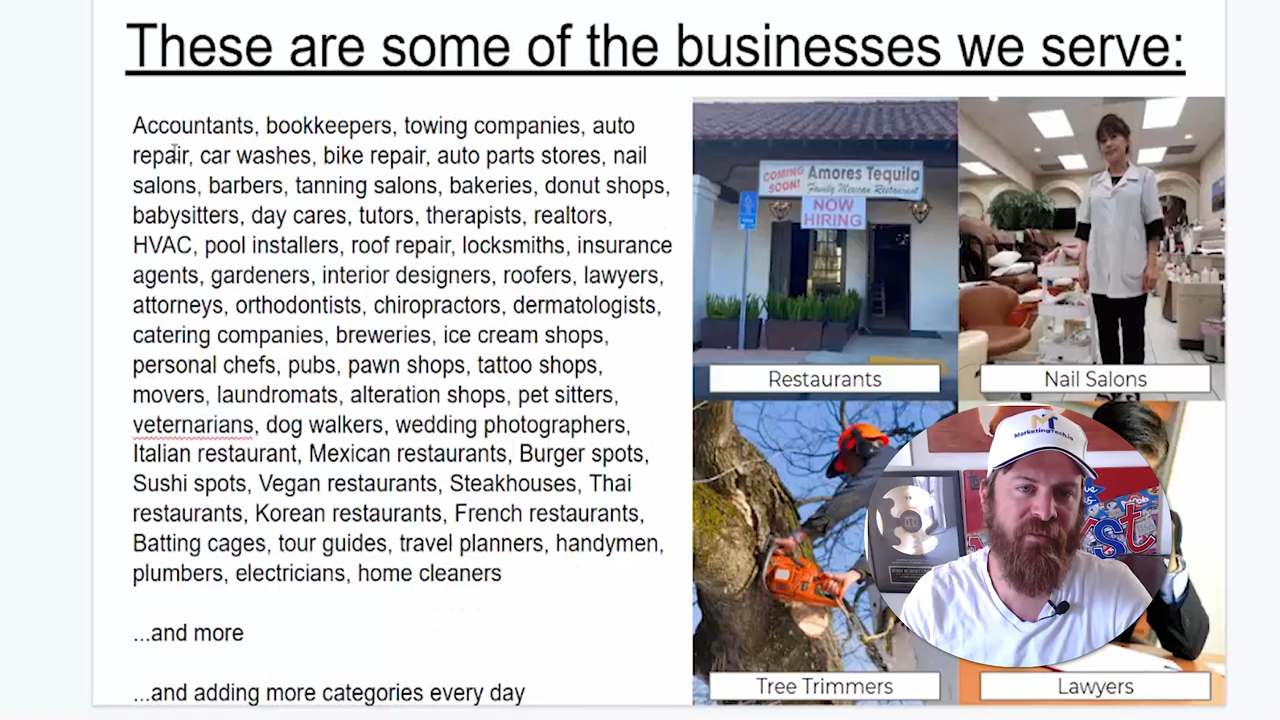 These are some of the businesses we serve:
Accountants, bookkeepers, towing companies, auto
repair, car washes, bike repair, auto parts stores, nail
salons, barbers, tanning salons, bakeries, donut shops,
babysitters, day cares, tutors, therapists, realtors,
HVAC, pool installers, roof repair, locksmiths, insurance
agents, gardeners, interior designers, roofers, lawyers,
attorneys, orthodontists, chiropractors, dermatologists,
catering companies, breweries, ice cream shops,
personal chefs, pubs, pawn shops, tattoo shops,
movers, laundromats, alteration shops, pet sitters,
veternarians, dog walkers, wedding photographers,
Italian restaurant, Mexican restaurants, Burger spots,
Sushi spots, Vegan restaurants, Steakhouses, Thai
restaurants, Korean restaurants, French restaurants,
Batting cages, tour guides, travel planners, handymen,
plumbers, electricians, home cleaners
...and more
...and adding more categories every day
COMING
SOON!
Amores Tequila
Family Mexican Restaurant
NOW
HIRING
Restaurants
Nail Salons
Tree Trimmers
Lawyers
MarketingTech.io